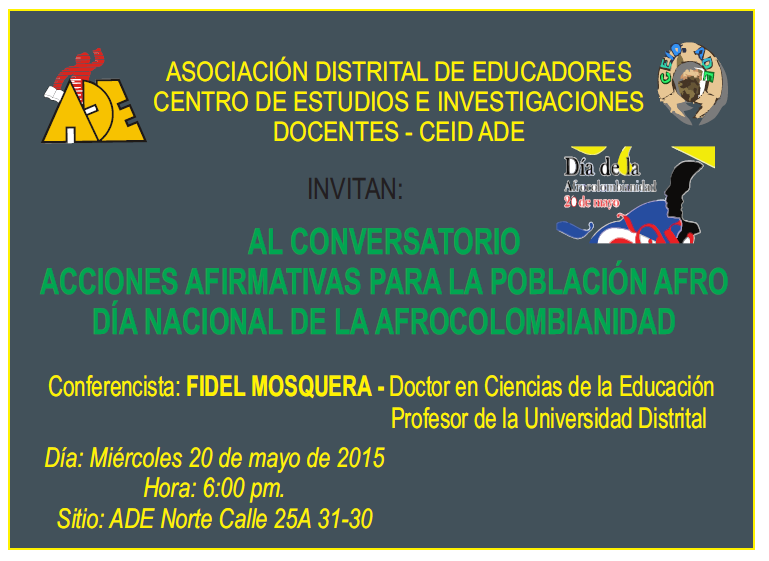 ADE
CEID. ADE
ASOCIACIÓN DISTRITAL DE EDUCADORES
CENTRO DE ESTUDIOS E INVESTIGACIONES
DOCENTES - CEID ADE
Día de la
Afrocolombianidad
20 de mayo
INVITAN:
AL CONVERSATORIO
ACCIONES AFIRMATIVAS PARA LA POBLACIÓN AFRO
DÍA NACIONAL DE LA AFROCOLOMBIANIDAD
Conferencista: FIDEL MOSQUERA - Doctor en Ciencias de la Educación
Profesor de la Universidad Distrital
Día: Miércoles 20 de mayo de 2015
Hora: 6:00 pm.
Sitio: ADE Norte Calle 25A 31-30